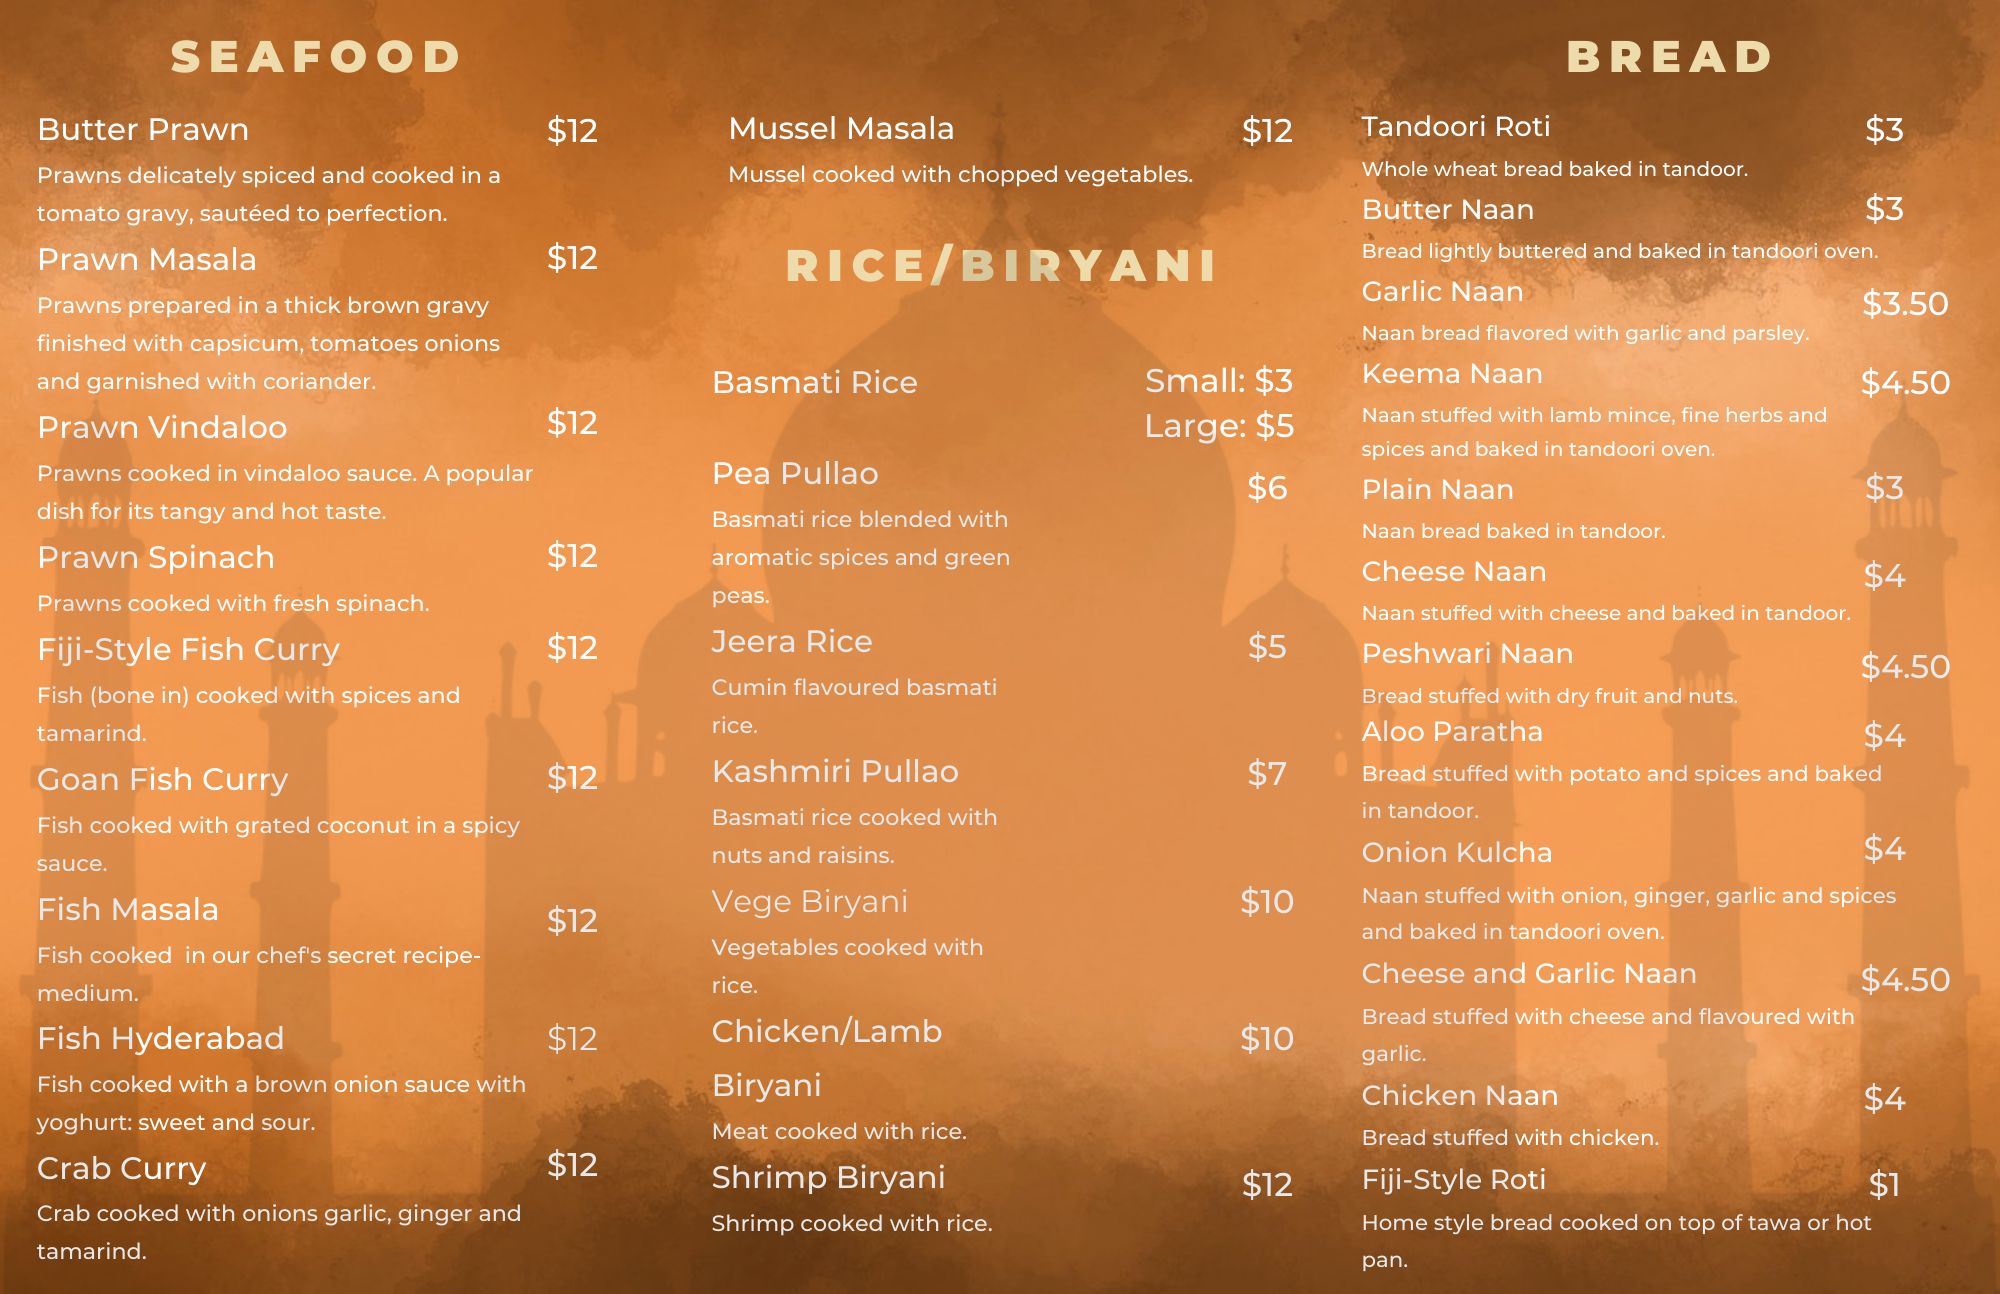 SEAFOOD
Butter Prawn $12
Prawns delicately spiced and cooked in a
tomato gravy, sautéed to perfection.
Prawn Masala $12
Prawns prepared in a thick brown gravy
finished with capsicum, tomatoes onions
and garnished with coriander.
Prawn Vindaloo $12
Prawns cooked in vindaloo sauce. A popular
dish for its tangy and hot taste.
Prawn Spinach $12
Prawns cooked with fresh spinach.
Fiji-Style Fish Curry $12
Fish (bone in) cooked with spices and
tamarind.
Goan Fish Curry $12
Fish cooked with grated coconut in a spicy
sauce.
Fish Masala $12
Fish cooked  in our chef's secret recipe-
medium.
Fish Hyderabad $12
Fish cooked with a brown onion sauce with
yoghurt: sweet and sour.
Crab Curry $12
Crab cooked with onions garlic, ginger and
tamarind.
Mussel Masala $12
Mussel cooked with chopped vegetables.
RICE/BIRYANI
Basmati Rice Small: $3
Large: $5
Pea Pullao $6
Basmati rice blended with
aromatic spices and green
peas.
Jeera Rice $5
Cumin flavoured basmati
rice.
Kashmiri Pullao $7
Basmati rice cooked with
nuts and raisins.
Vege Biryani $10
Vegetables cooked with
rice.
Chicken/Lamb $10
Biryani
Meat cooked with rice.
Shrimp Biryani $12
Shrimp cooked with rice.
BREAD
Tandoori Roti $3
Whole wheat bread baked in tandoor.
Butter Naan $3
Bread lightly buttered and baked in tandoori oven.
Garlic Naan $3.50
Naan bread flavored with garlic and parsley.
Keema Naan $4.50
Naan stuffed with lamb mince, fine herbs and
spices and baked in tandoori oven.
Plain Naan $3
Naan bread baked in tandoor.
Cheese Naan $4
Naan stuffed with cheese and baked in tandoor.
Peshwari Naan $4.50
Bread stuffed with dry fruit and nuts.
Aloo Paratha $4
Bread stuffed with potato and spices and baked
in tandoor.
Onion Kulcha $4
Naan stuffed with onion, ginger, garlic and spices
and baked in tandoori oven.
Cheese and Garlic Naan $4.50
Bread stuffed with cheese and flavoured with
garlic.
Chicken Naan $4
Bread stuffed with chicken.
Fiji-Style Roti $1
Home style bread cooked on top of tawa or hot
pan.